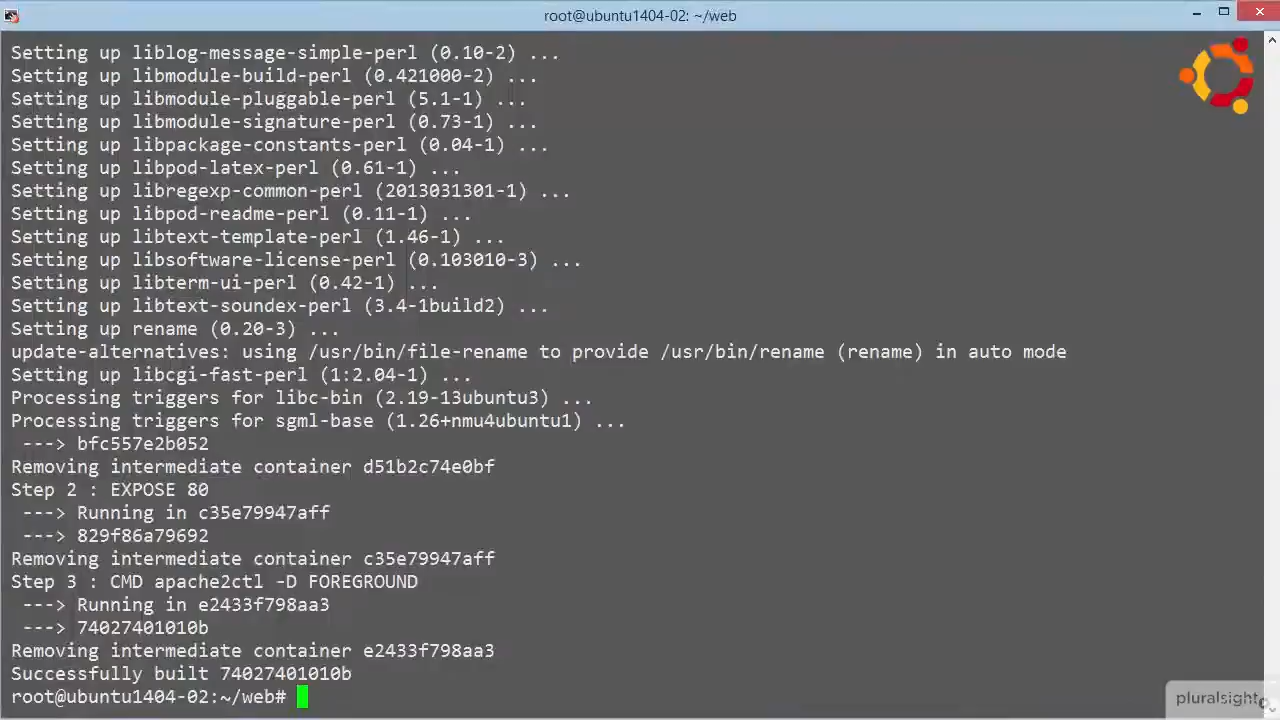 root@ubuntu1404-02: ~/web
Setting up liblog-message-simple-perl (0.10-2) ...
Setting up libmodule-build-perl (0.421000-2) ...
Setting up libmodule-pluggable-perl (5.1-1) ...
Setting up libmodule-signature-perl (0.73-1) ...
Setting up libpackage-constants-perl (0.04-1) ...
Setting up libpod-latex-perl (0.61-1) ...
Setting up libregexp-common-perl (2013031301-1) ...
Setting up libpod-readme-perl (0.11-1) ...
Setting up libtext-template-perl (1.46-1) ...
Setting up libsoftware-license-perl (0.103010-3) ...
Setting up libterm-ui-perl (0.42-1) ...
Setting up libtext-soundex-perl (3.4-1build2) ...
Setting up rename (0.20-3) ...
update-alternatives: using /usr/bin/file-rename to provide /usr/bin/rename (rename) in auto mode
Setting up libcgi-fast-perl (1:2.04-1) ...
Processing triggers for libc-bin (2.19-13ubuntu3) ...
Processing triggers for sgml-base (1.26+nmu4ubuntu1) ...
---> bfc557e2b052
Removing intermediate container d51b2c74e0bf
Step 2 : EXPOSE 80
---> Running in c35e79947aff
---> 829f86a79692
Removing intermediate container c35e79947aff
Step 3 : CMD apache2ctl -D FOREGROUND
---> Running in e2433f798aa3
---> 74027401010b
Removing intermediate container e2433f798aa3
Successfully built 74027401010b
root@ubuntu1404-02:~/web#
pluralsight